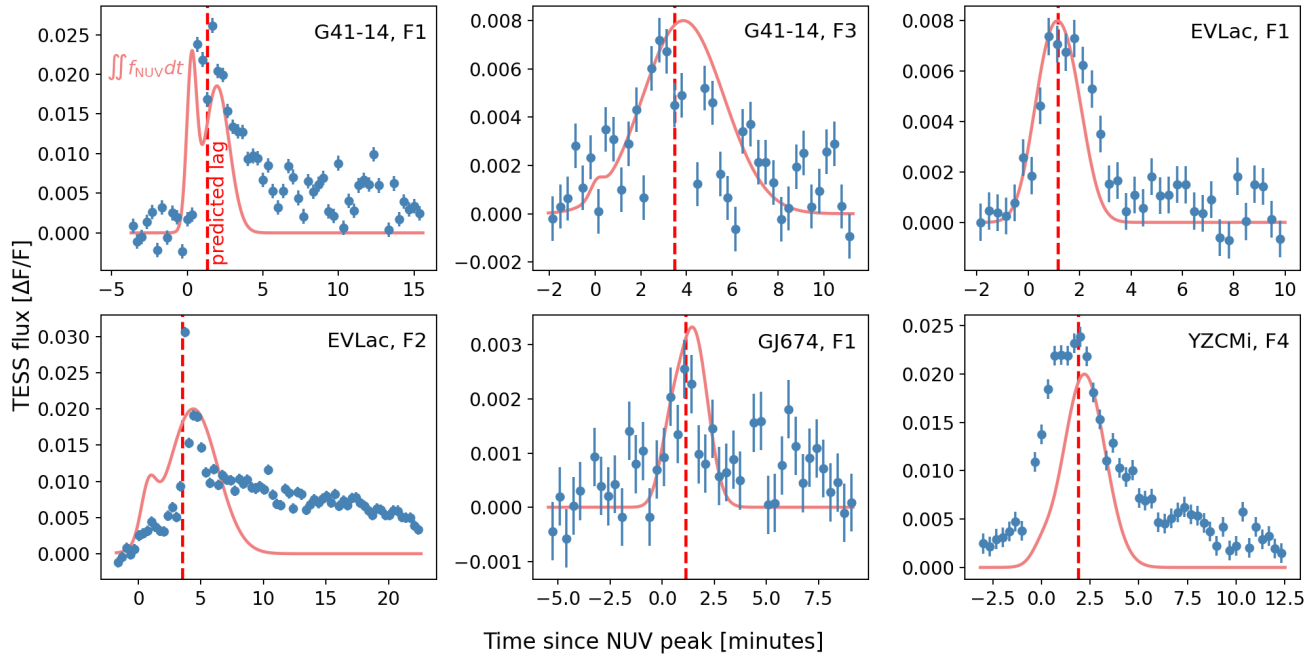 TESS flux [ΔF/F]
G41-14, F1
∬ f_NUV dt
predicted lag
0.025
0.020
0.015
0.010
0.005
0.000
−5 0 5 10 15
G41-14, F3
0.008
0.006
0.004
0.002
0.000
−0.002
−2 0 2 4 6 8 10
EVLac, F1
0.008
0.006
0.004
0.002
0.000
−2 0 2 4 6 8 10
EVLac, F2
0.030
0.025
0.020
0.015
0.010
0.005
0.000
0 5 10 15 20
GJ674, F1
0.003
0.002
0.001
0.000
−0.001
−5.0 −2.5 0.0 2.5 5.0 7.5
YZCMi, F4
0.025
0.020
0.015
0.010
0.005
0.000
−2.5 0.0 2.5 5.0 7.5 10.0 12.5
Time since NUV peak [minutes]